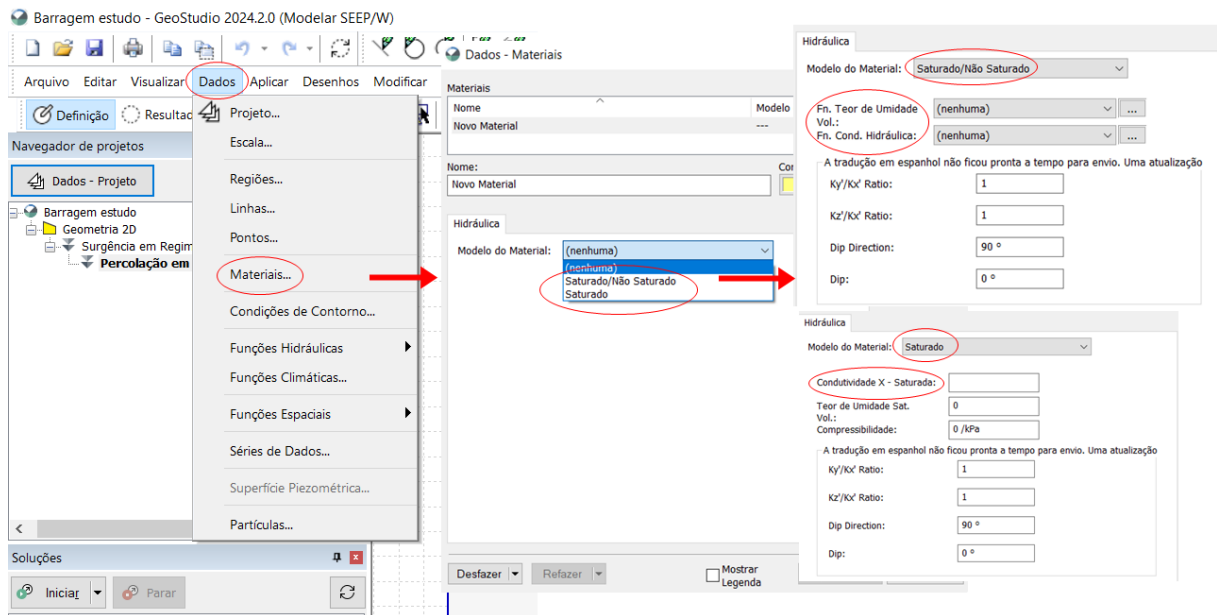 Barragem estudo - GeoStudio 2024.2.0 (Modelar SEEP/W)
Arquivo Editar Visualizar Dados Aplicar Desenhos Modificar
Definição
Navegador de projetos
Dados - Projeto
Barragem estudo
Geometria 2D
Surgência em Regim
Percolação em
Projeto...
Escala...
Regiões...
Linhas...
Pontos...
Materiais...
Condições de Contorno...
Funções Hidráulicas
Funções Climáticas...
Funções Espaciais
Séries de Dados...
Superfície Piezométrica...
Partículas...
Soluções
Iniciar
Parar
Dados - Materiais
Materiais
Nome Modelo
Novo Material ---
Nome:
Novo Material
Hidráulica
Modelo do Material: (nenhuma)
(nenhuma)
Saturado/Não Saturado
Saturado
Desfazer Refazer
Mostrar
Legenda
Hidráulica
Modelo do Material: Saturado/Não Saturado
Fn. Teor de Umidade (nenhuma) ...
Vol.:
Fn. Cond. Hidráulica: (nenhuma) ...
A tradução em espanhol não ficou pronta a tempo para envio. Uma atualização
Ky'/Kx' Ratio: 1
Kz'/Kx' Ratio: 1
Dip Direction: 90 º
Dip: 0 º
Hidráulica
Modelo do Material: Saturado
Condutividade X - Saturada:
Teor de Umidade Sat. 0
Vol.:
Compressibilidade: 0 /kPa
A tradução em espanhol não ficou pronta a tempo para envio. Uma atualização
Ky'/Kx' Ratio: 1
Kz'/Kx' Ratio: 1
Dip Direction: 90 º
Dip: 0 º